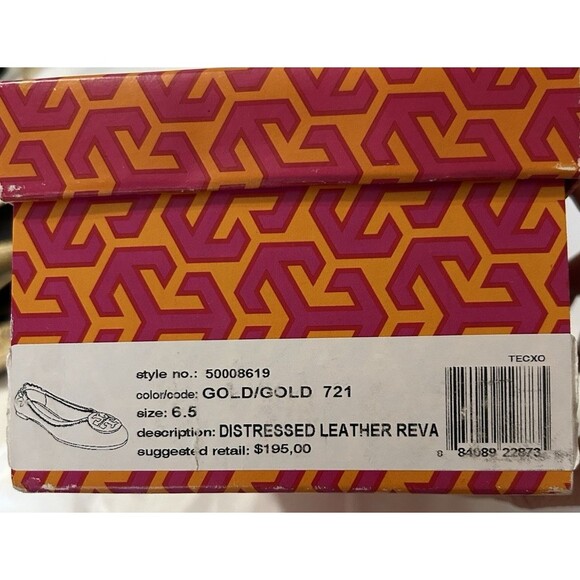 TECXO
style no.: 50008619
color/code: GOLD/GOLD 721
size: 6.5
description: DISTRESSED LEATHER REVA
suggested retail: $195,00
8 84089 22873